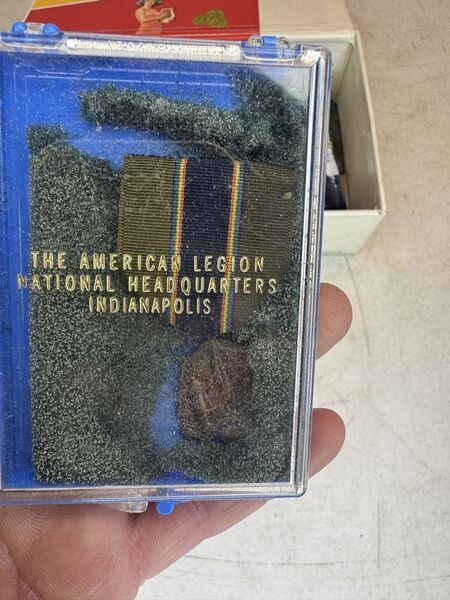 THE AMERICAN LEGION
NATIONAL HEADQUARTERS
INDIANAPOLIS